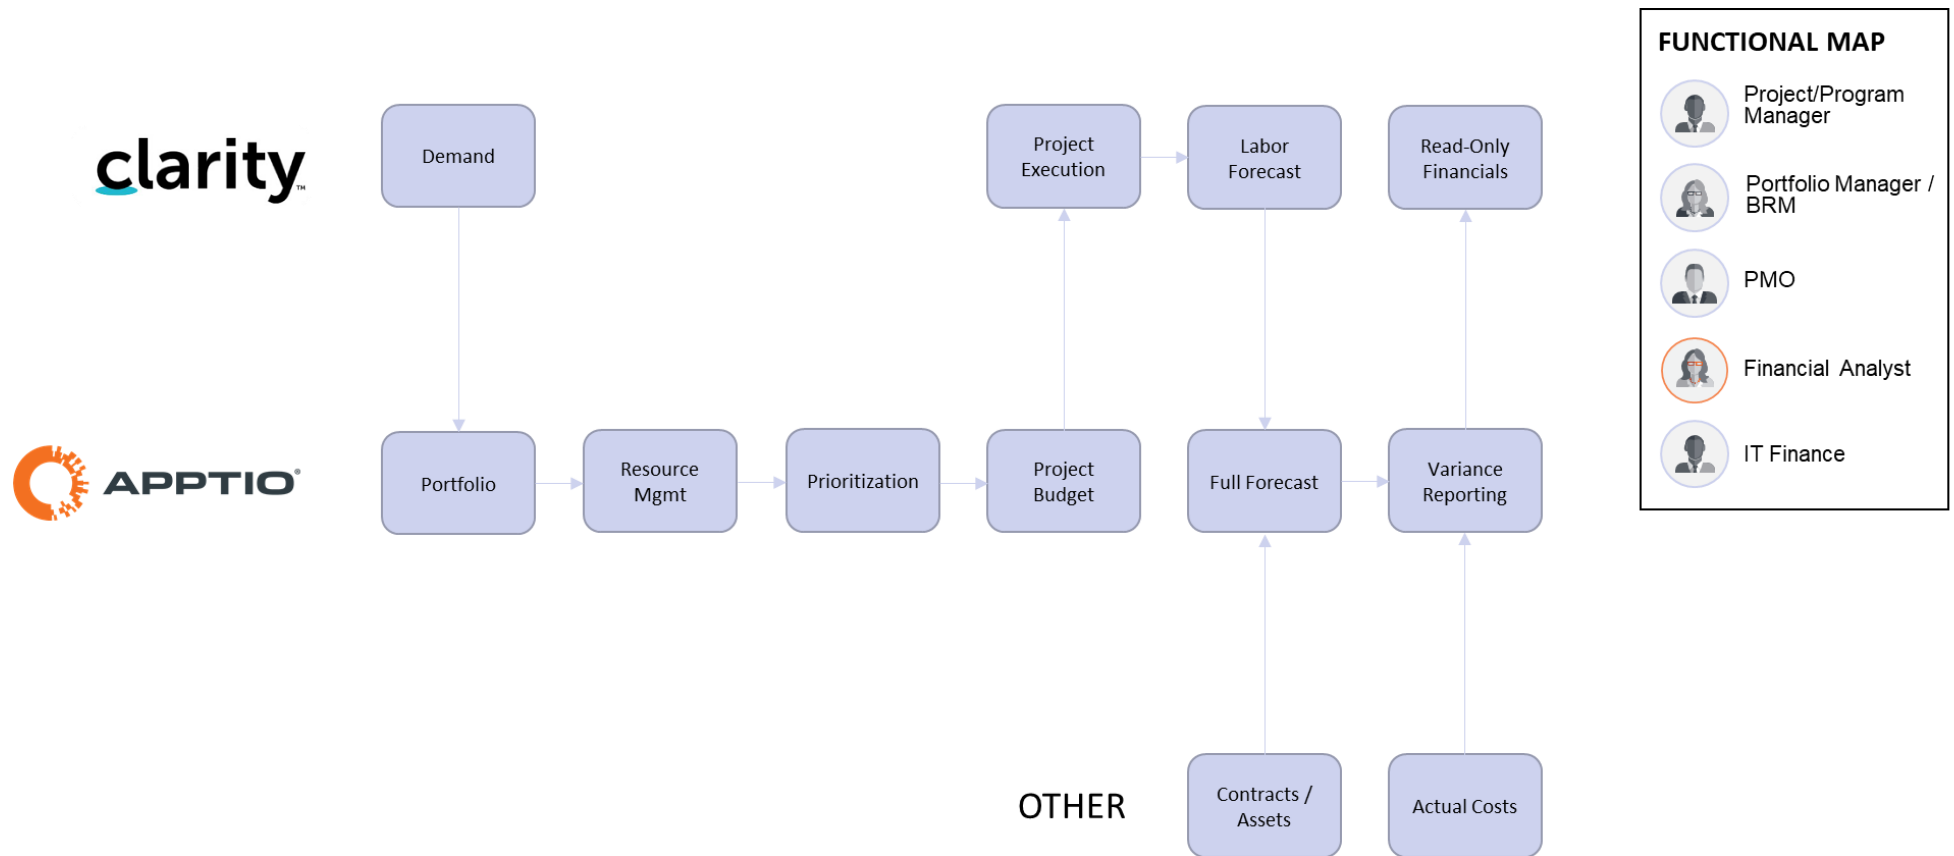 clarity™
Demand
Project
Execution
Labor
Forecast
Read-Only
Financials
APPTIO®
Portfolio
Resource
Mgmt
Prioritization
Project
Budget
Full Forecast
Variance
Reporting
OTHER
Contracts /
Assets
Actual Costs
FUNCTIONAL MAP
Project/Program
Manager
Portfolio Manager /
BRM
PMO
Financial Analyst
IT Finance